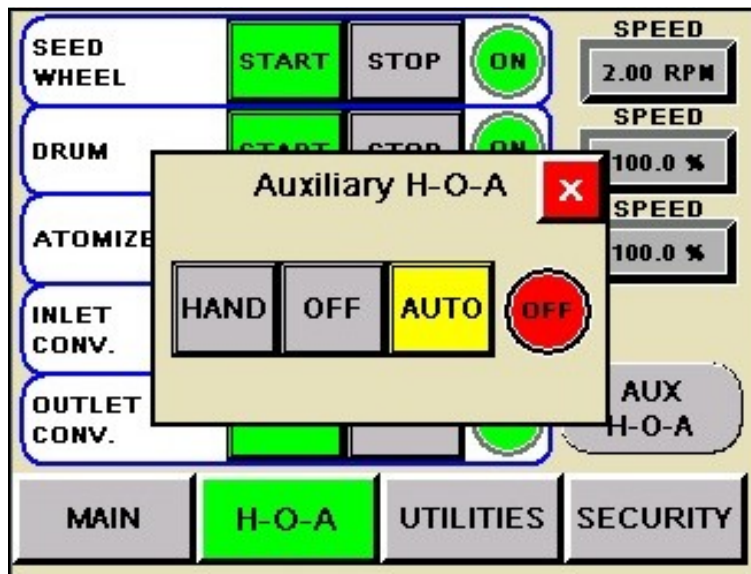 SEED
WHEEL
START
STOP
ON
SPEED
2.00 RPM
DRUM
SPEED
100.0 %
Auxiliary H-O-A
X
SPEED
100.0 %
HAND
OFF
AUTO
OFF
INLET
CONV.
OUTLET
CONV.
AUX
H-O-A
MAIN
H-O-A
UTILITIES
SECURITY